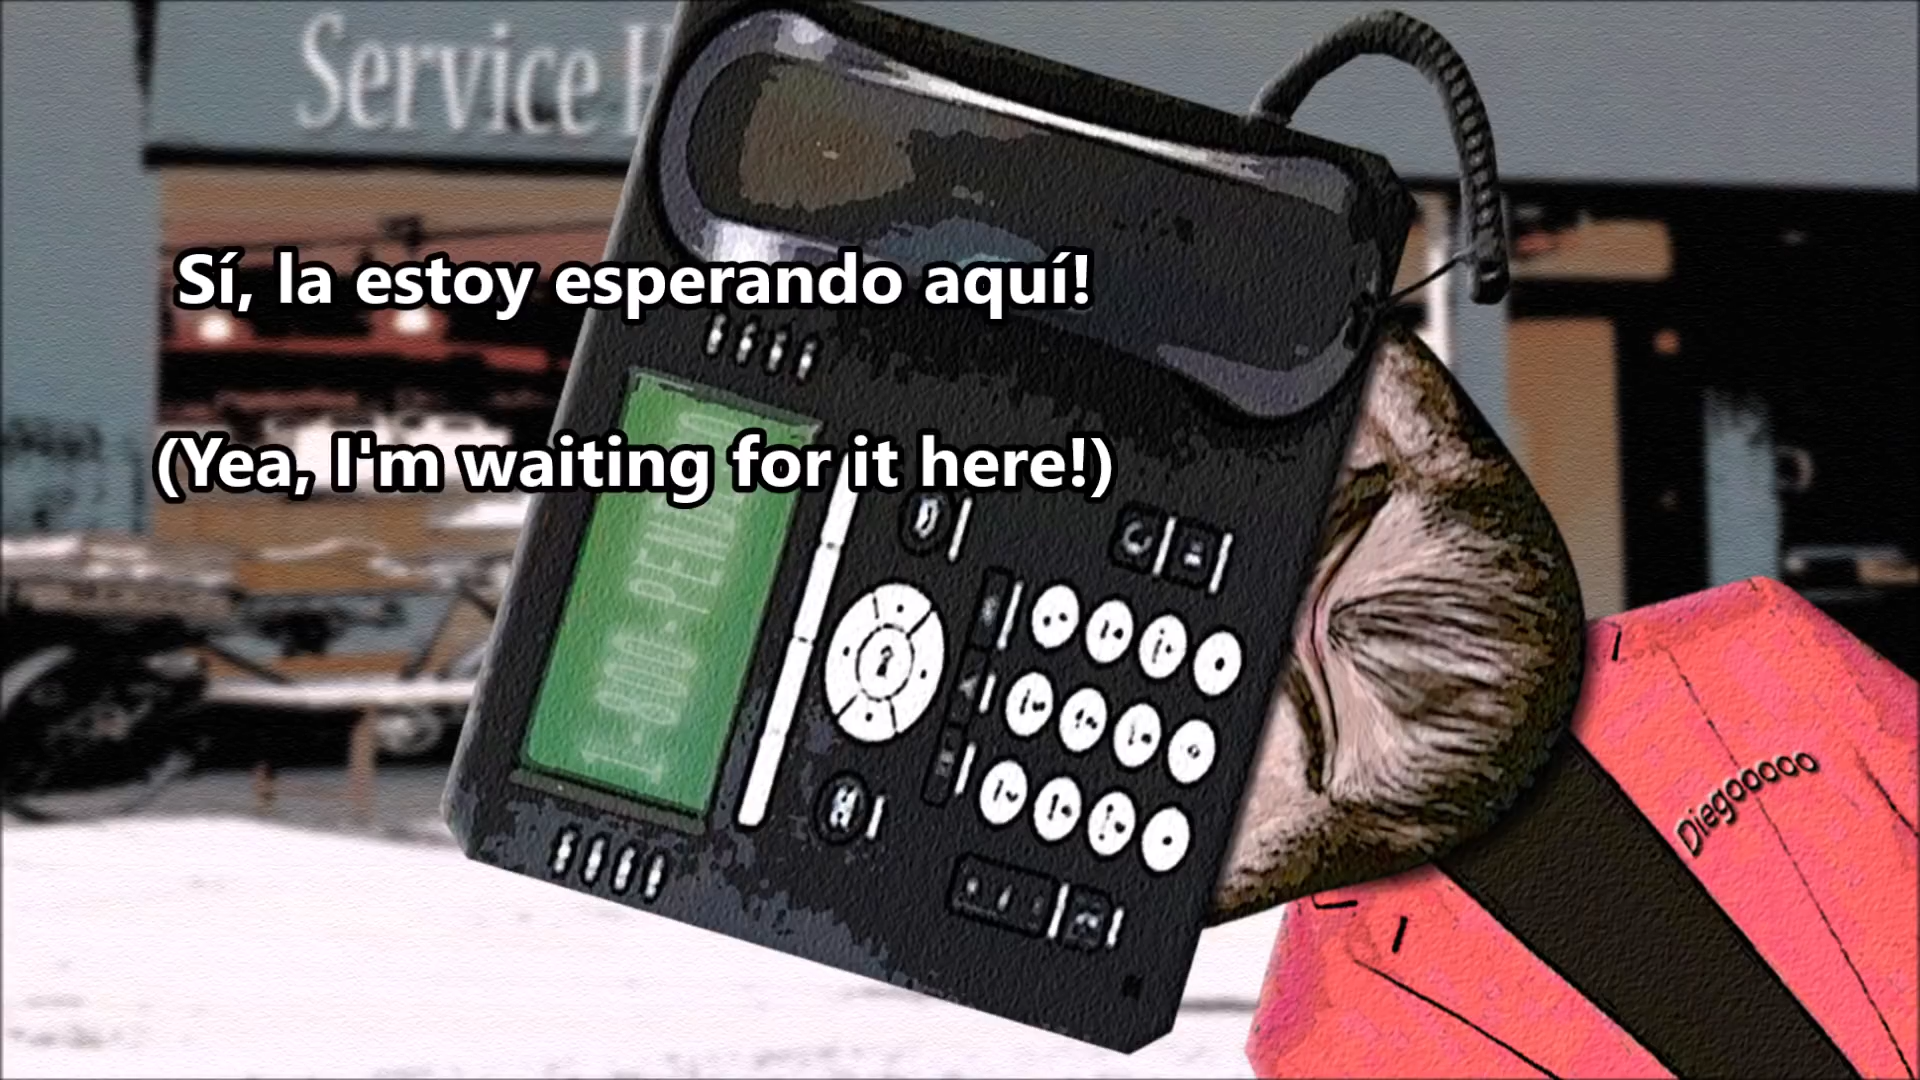 Service
Sí, la estoy esperando aquí!
(Yea, I'm waiting for it here!)
Diegooooo